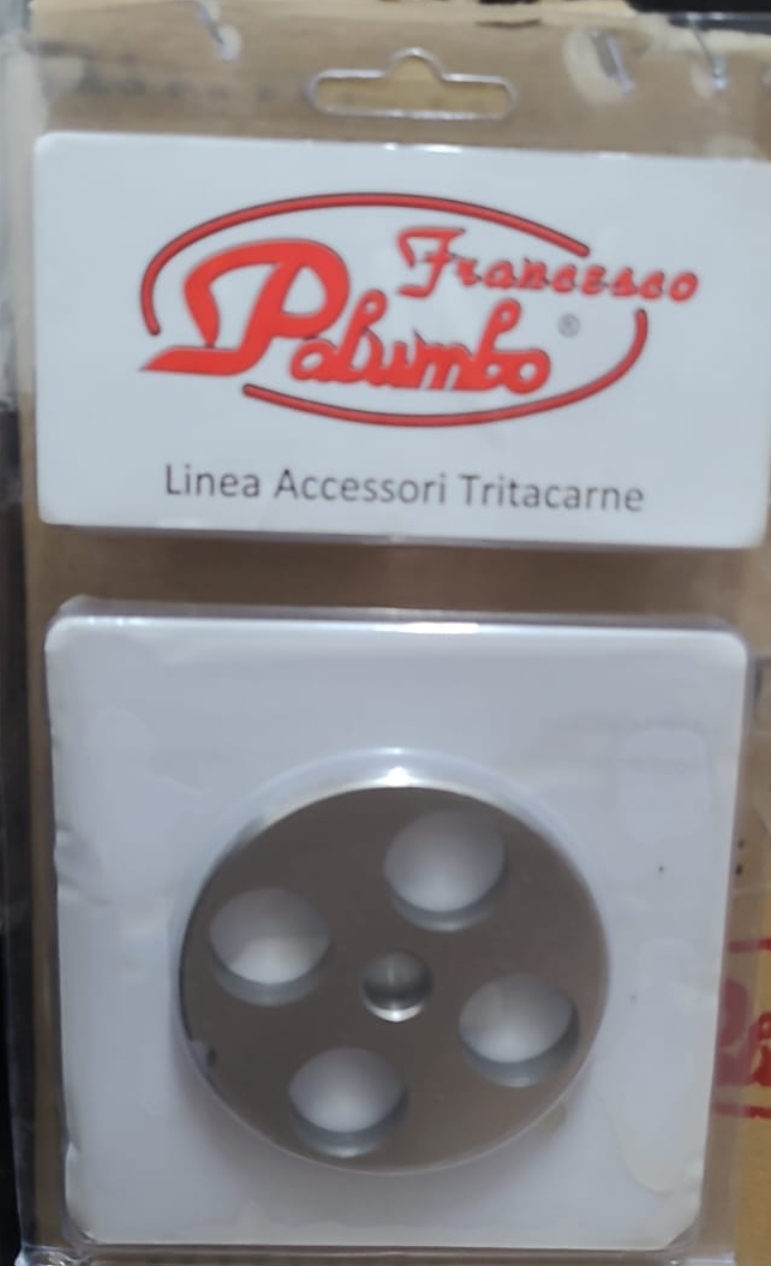 Francesco
Palumbo ®
Linea Accessori Tritacarne